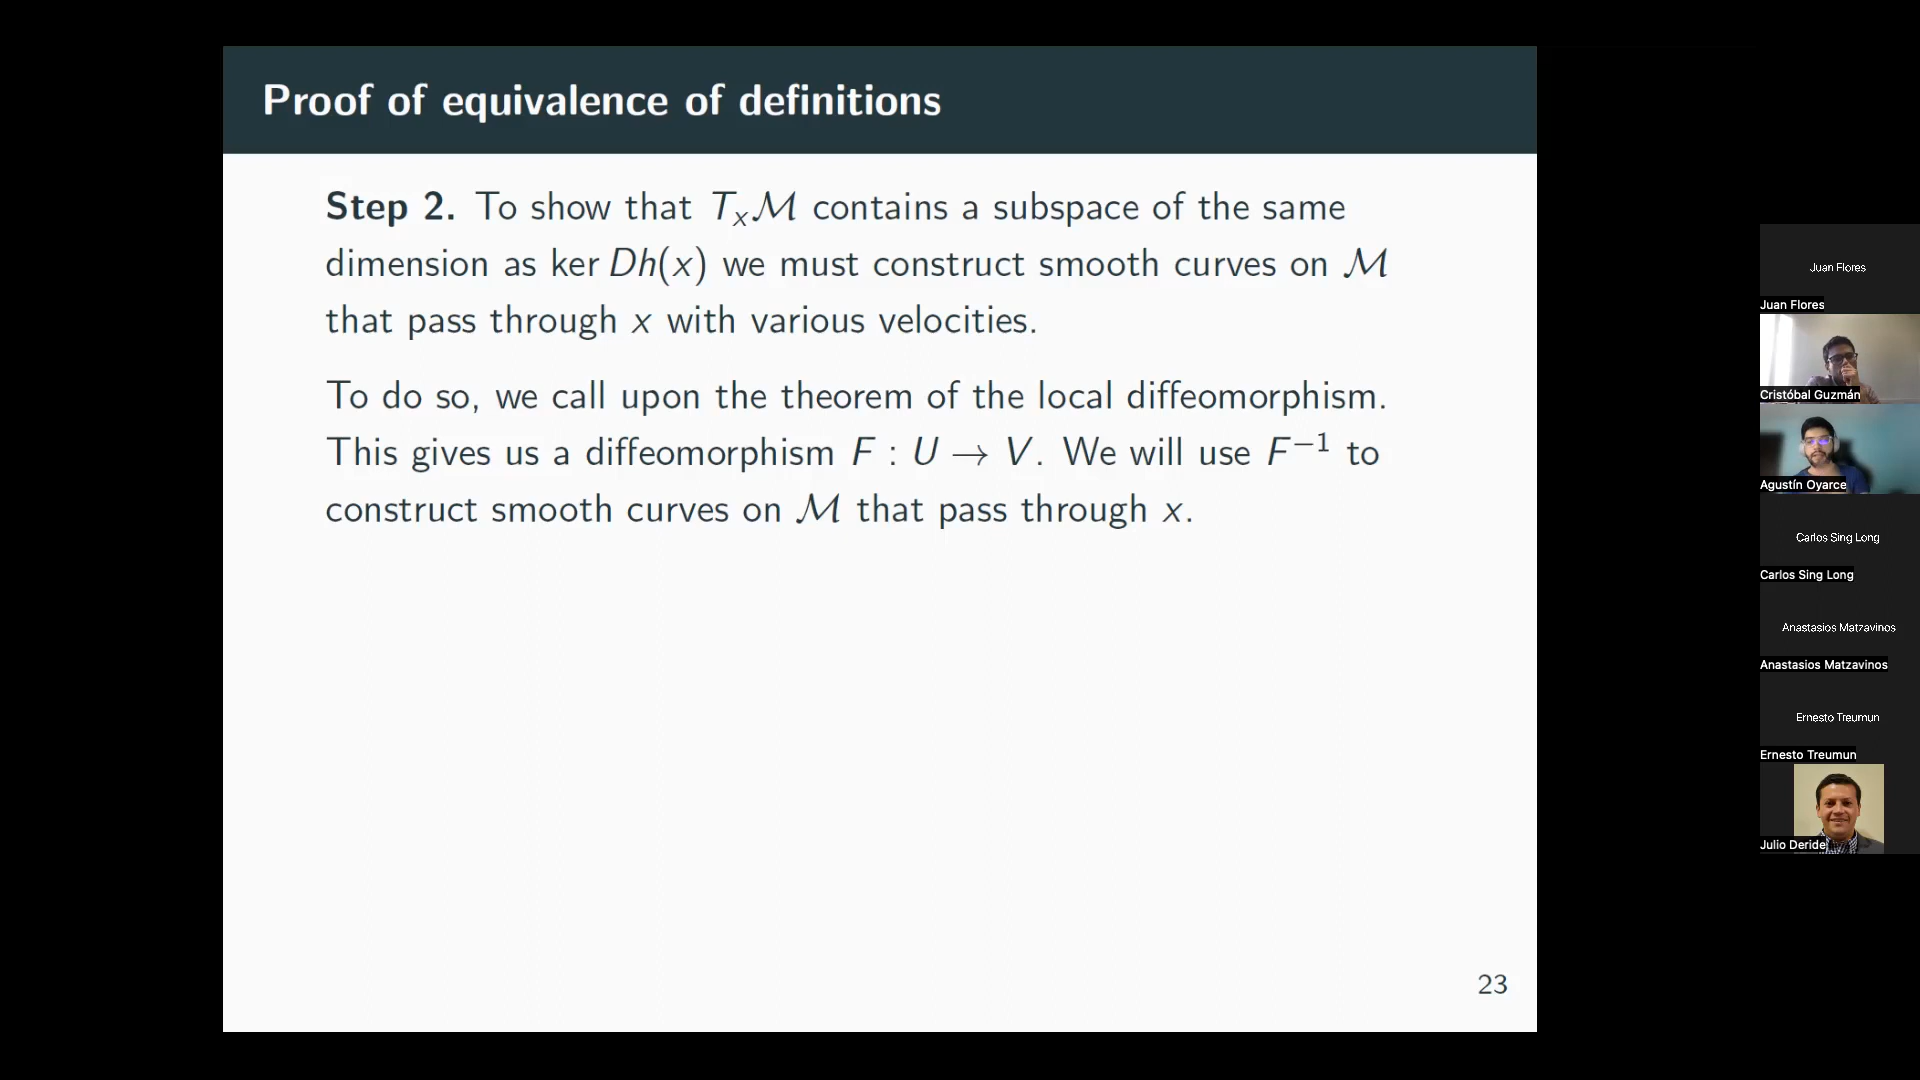 Proof of equivalence of definitions
Step 2. To show that TₓM contains a subspace of the same
dimension as ker Dh(x) we must construct smooth curves on M
that pass through x with various velocities.
To do so, we call upon the theorem of the local diffeomorphism.
This gives us a diffeomorphism F : U → V. We will use F⁻¹ to
construct smooth curves on M that pass through x.
23
Juan Flores
Juan Flores
Cristóbal Guzmán
Agustín Oyarce
Carlos Sing Long
Carlos Sing Long
Anastasios Matzavinos
Anastasios Matzavinos
Ernesto Treumun
Ernesto Treumun
Julio Deride